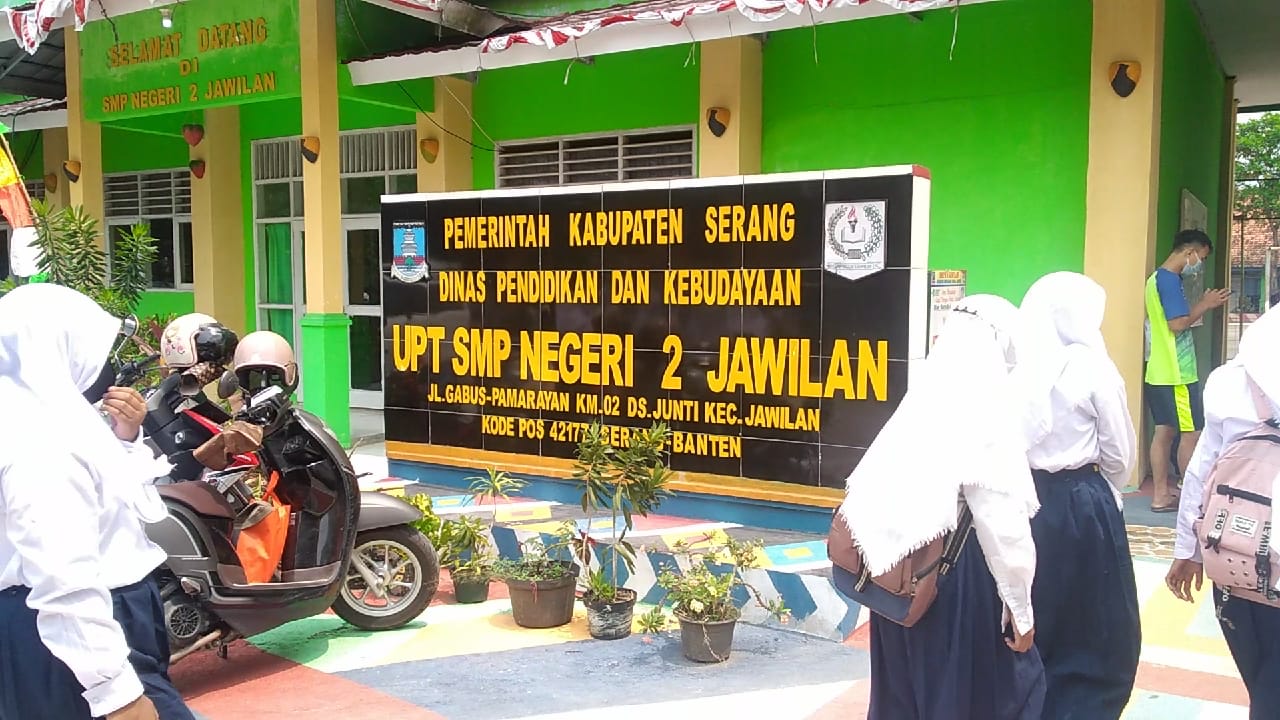 SELAMAT DATANG
DI
SMP NEGERI 2 JAWILAN
PEMERINTAH KABUPATEN SERANG
DINAS PENDIDIKAN DAN KEBUDAYAAN
UPT SMP NEGERI 2 JAWILAN
JL.GABUS-PAMARAYAN KM.02 DS.JUNTI KEC.JAWILAN
KODE POS 42177 SERANG-BANTEN